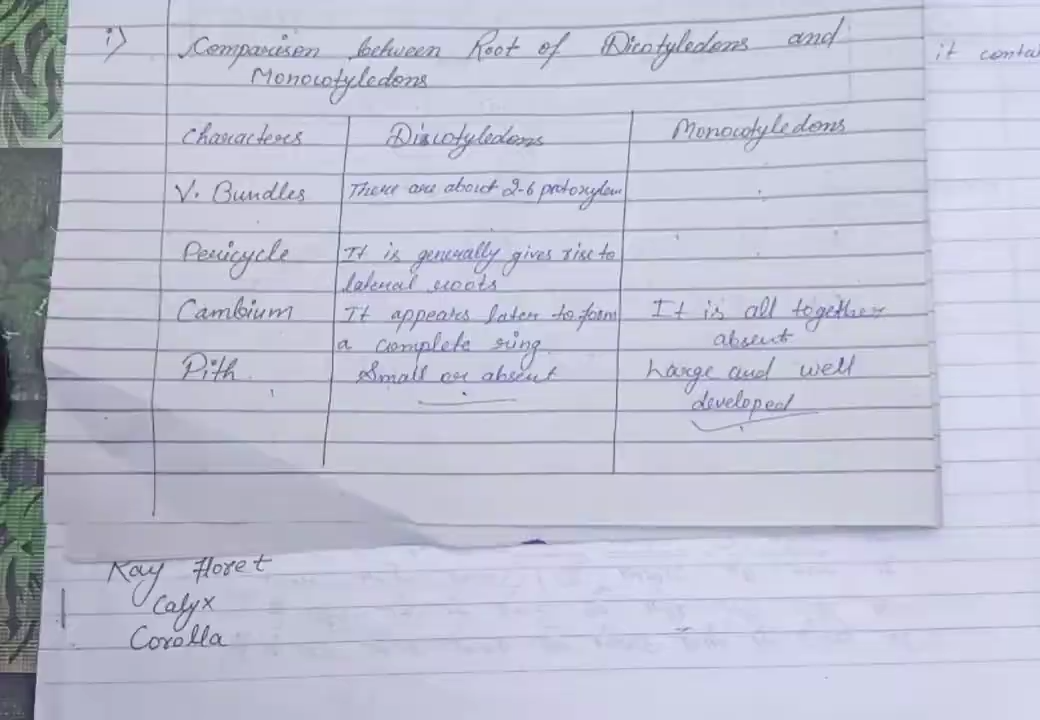 i)
Comparison between Root of Dicotyledons and
Monocotyledons
it conta
Characters
Dicotyledons
Monocotyledons
V. Bundles
There are about 2-6 protoxylem
Pericycle
It is generally gives rise to
lateral roots
Cambium
It appears later to form
a complete ring
It is all together
absent
Pith
Small or absent
Large and well
developed
Ray Floret
Calyx
Corolla